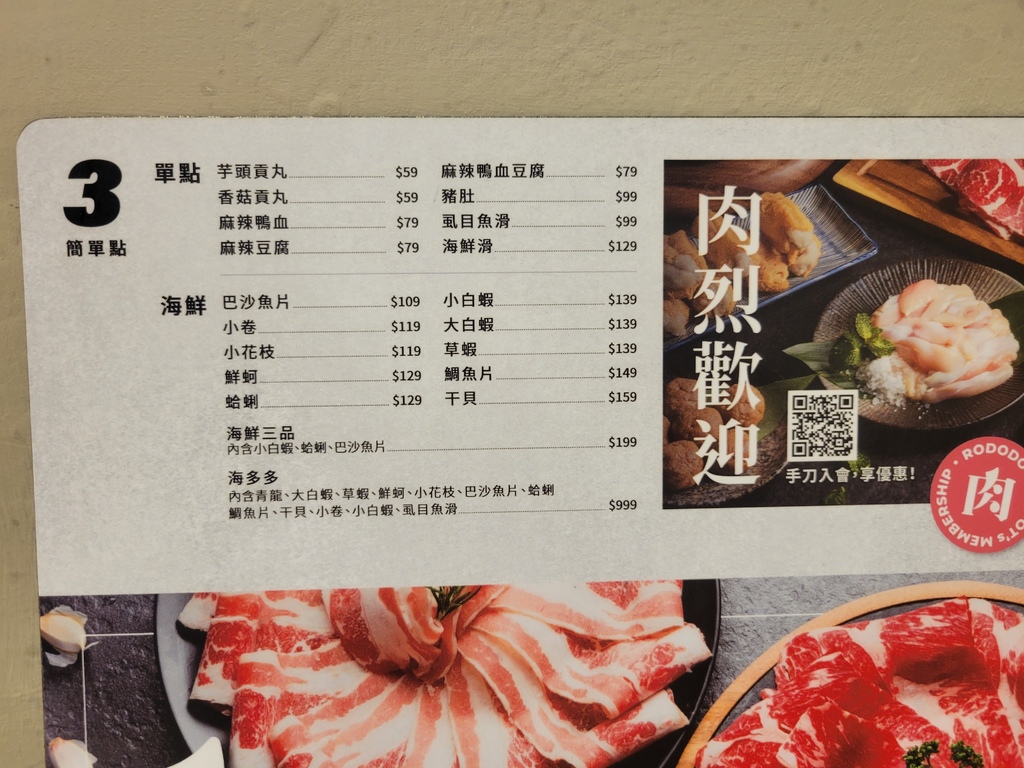 3
簡單點
單點
芋頭貢丸 $59
香菇貢丸 $59
麻辣鴨血 $79
麻辣豆腐 $79
麻辣鴨血豆腐 $79
豬肚 $99
虱目魚滑 $99
海鮮滑 $129
海鮮
巴沙魚片 $109
小卷 $119
小花枝 $119
鮮蚵 $129
蛤蜊 $129
小白蝦 $139
大白蝦 $139
草蝦 $139
鯛魚片 $149
干貝 $159
海鮮三品
內含小白蝦、蛤蜊、巴沙魚片 $199
海多多
內含青龍、大白蝦、草蝦、鮮蚵、小花枝、巴沙魚片、蛤蜊
鯛魚片、干貝、小卷、小白蝦、虱目魚滑 $999
肉烈歡迎
手刀入會，享優惠！
肉
MEMBERSHIP